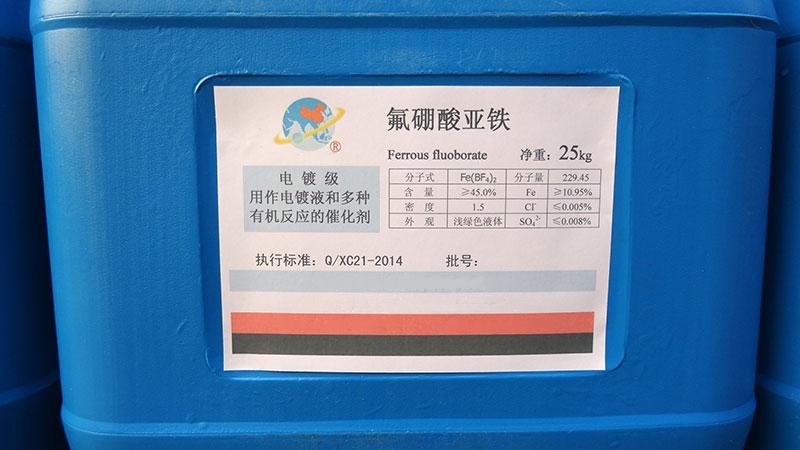 氟硼酸亚铁
Ferrous fluoborate 净重：25kg
®
电镀级
用作电镀液和多种
有机反应的催化剂
分子式 Fe(BF₄)₂ 分子量 229.45
含 量 ≥45.0% Fe ≥10.95%
密 度 1.5 Cl⁻ ≤0.005%
外 观 浅绿色液体 SO₄²⁻ ≤0.008%
执行标准：Q/XC21-2014 批号：